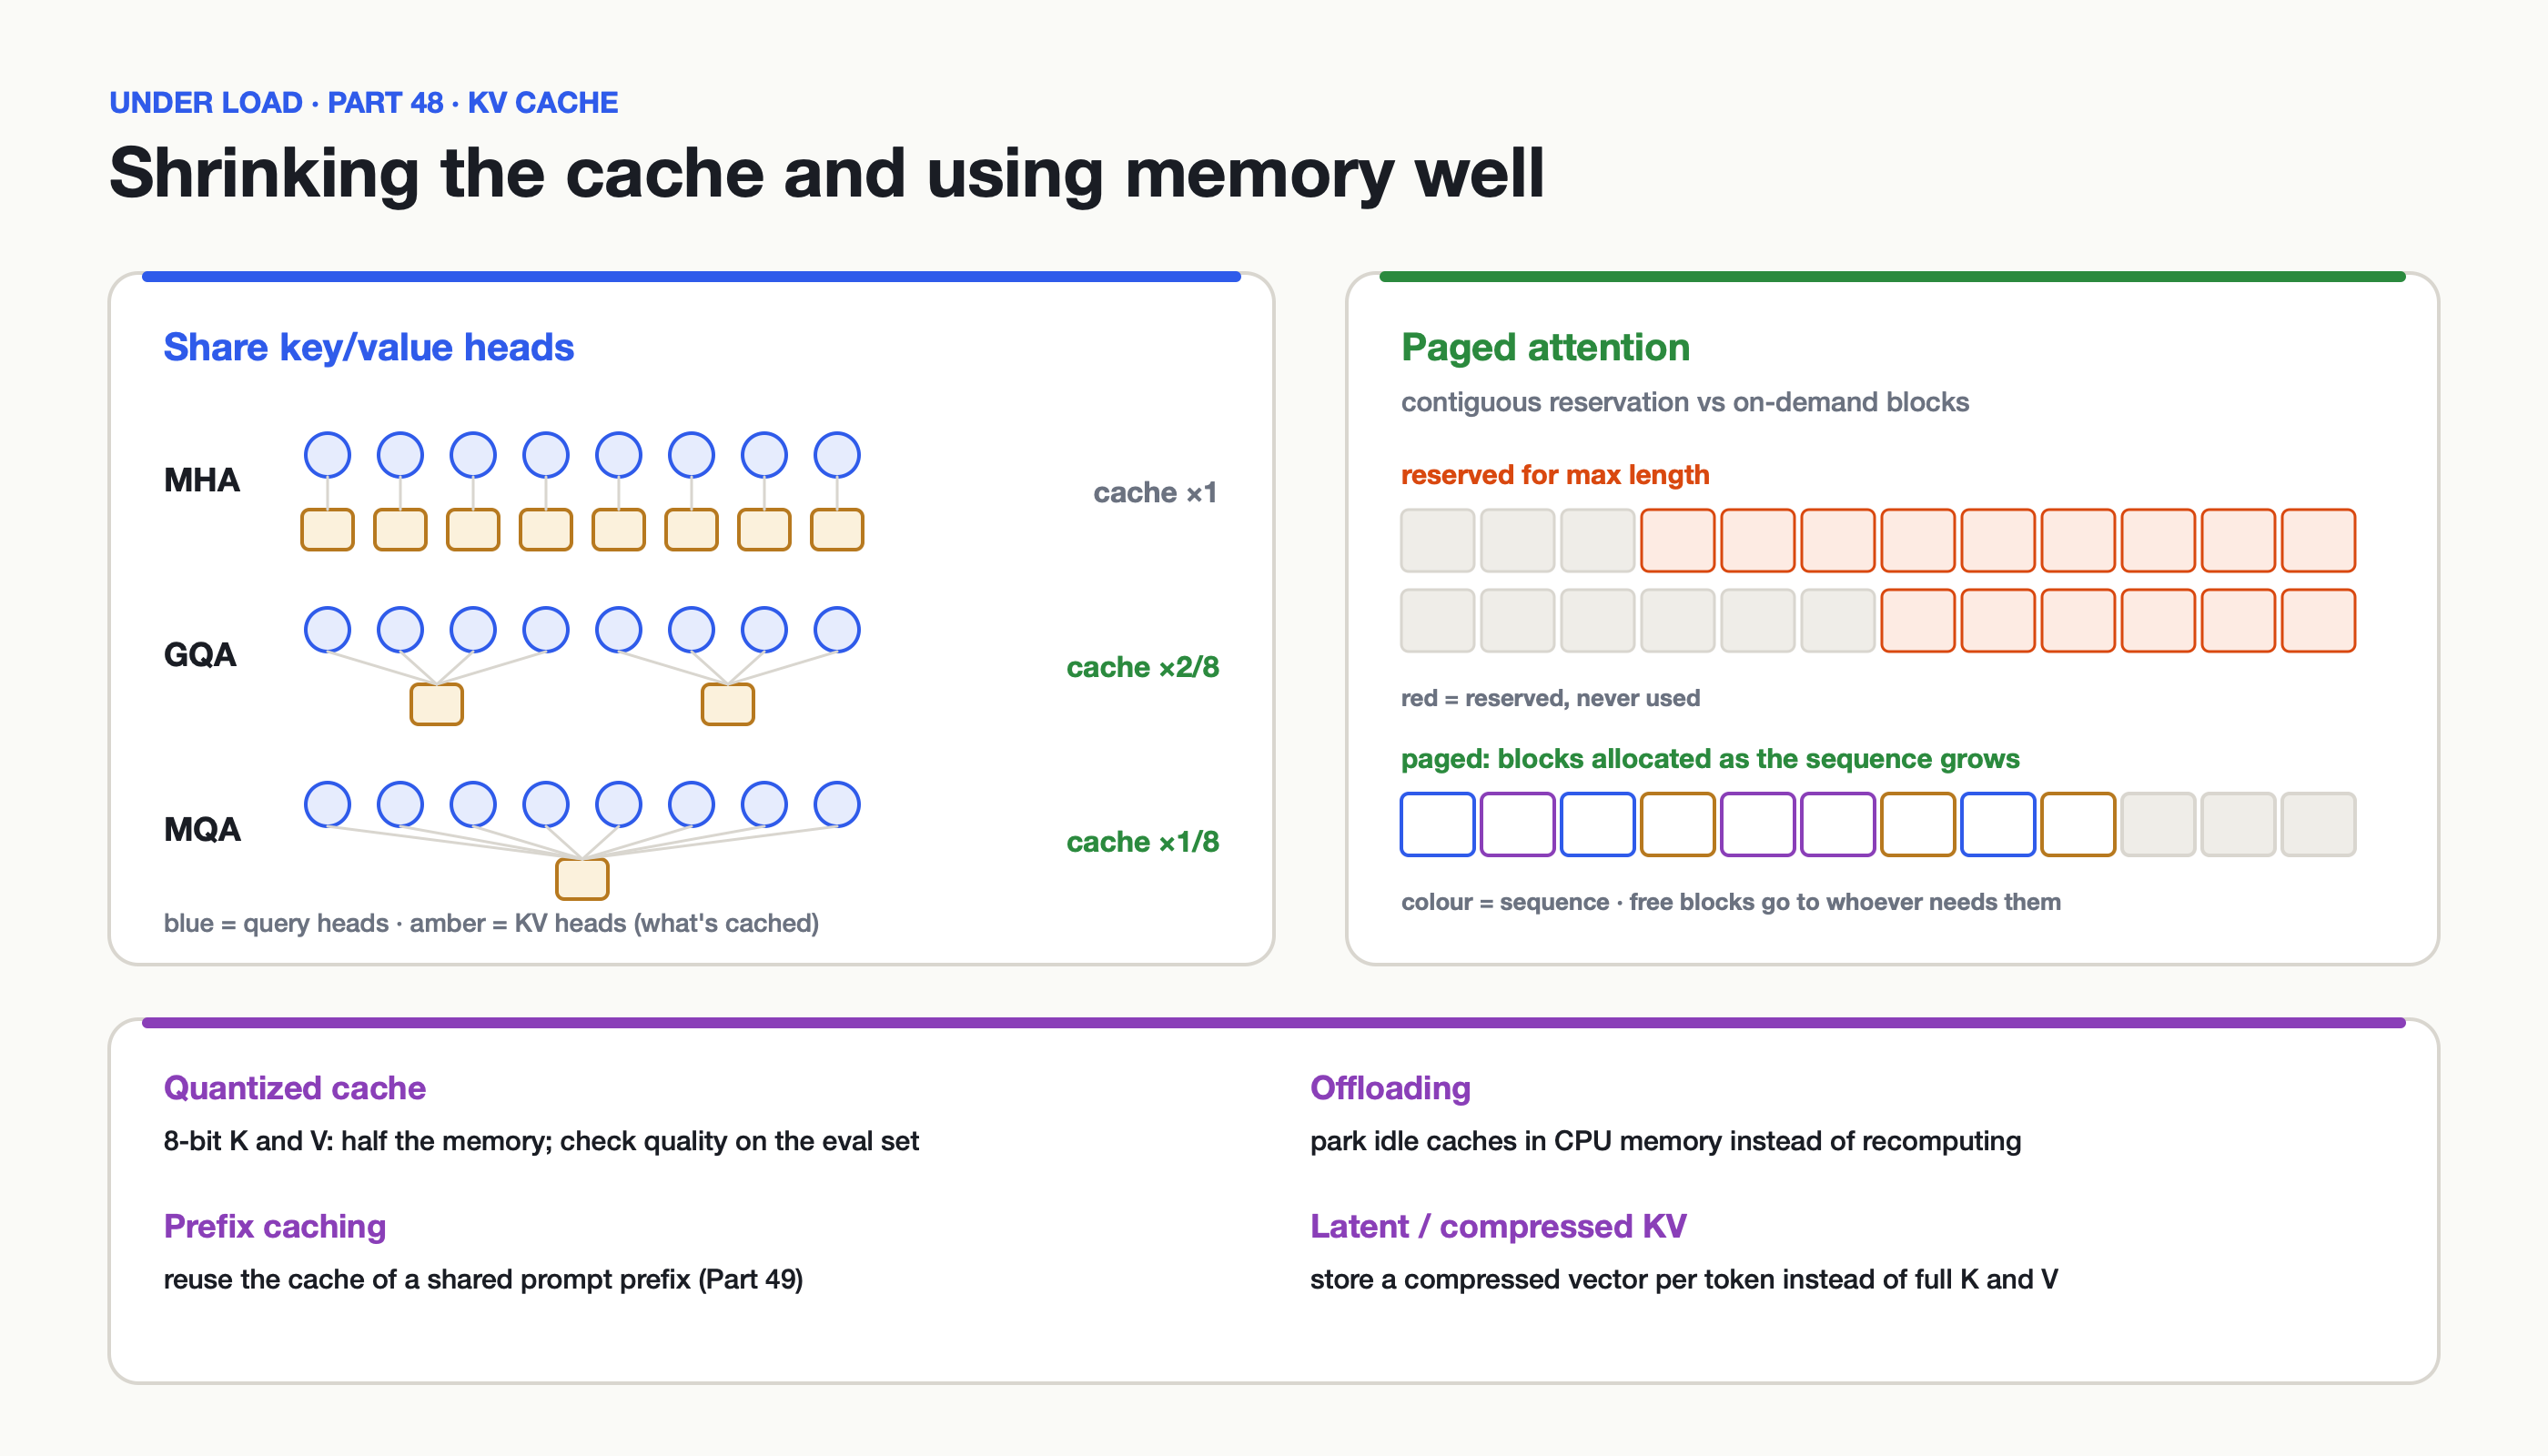 UNDER LOAD · PART 48 · KV CACHE
Shrinking the cache and using memory well
Share key/value heads
MHA
cache ×1
GQA
cache ×2/8
MQA
cache ×1/8
blue = query heads · amber = KV heads (what's cached)
Paged attention
contiguous reservation vs on-demand blocks
reserved for max length
red = reserved, never used
paged: blocks allocated as the sequence grows
colour = sequence · free blocks go to whoever needs them
Quantized cache
8-bit K and V: half the memory; check quality on the eval set
Offloading
park idle caches in CPU memory instead of recomputing
Prefix caching
reuse the cache of a shared prompt prefix (Part 49)
Latent / compressed KV
store a compressed vector per token instead of full K and V